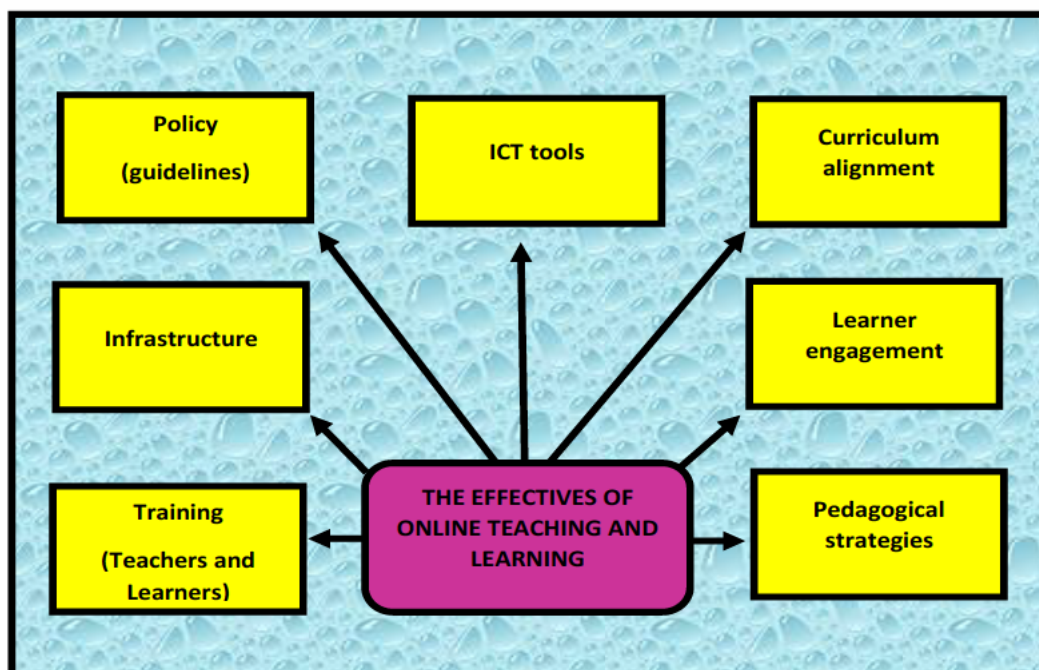 Policy
(guidelines)
ICT tools
Curriculum
alignment
Infrastructure
Learner
engagement
Training
(Teachers and
Learners)
THE EFFECTIVES OF
ONLINE TEACHING AND
LEARNING
Pedagogical
strategies